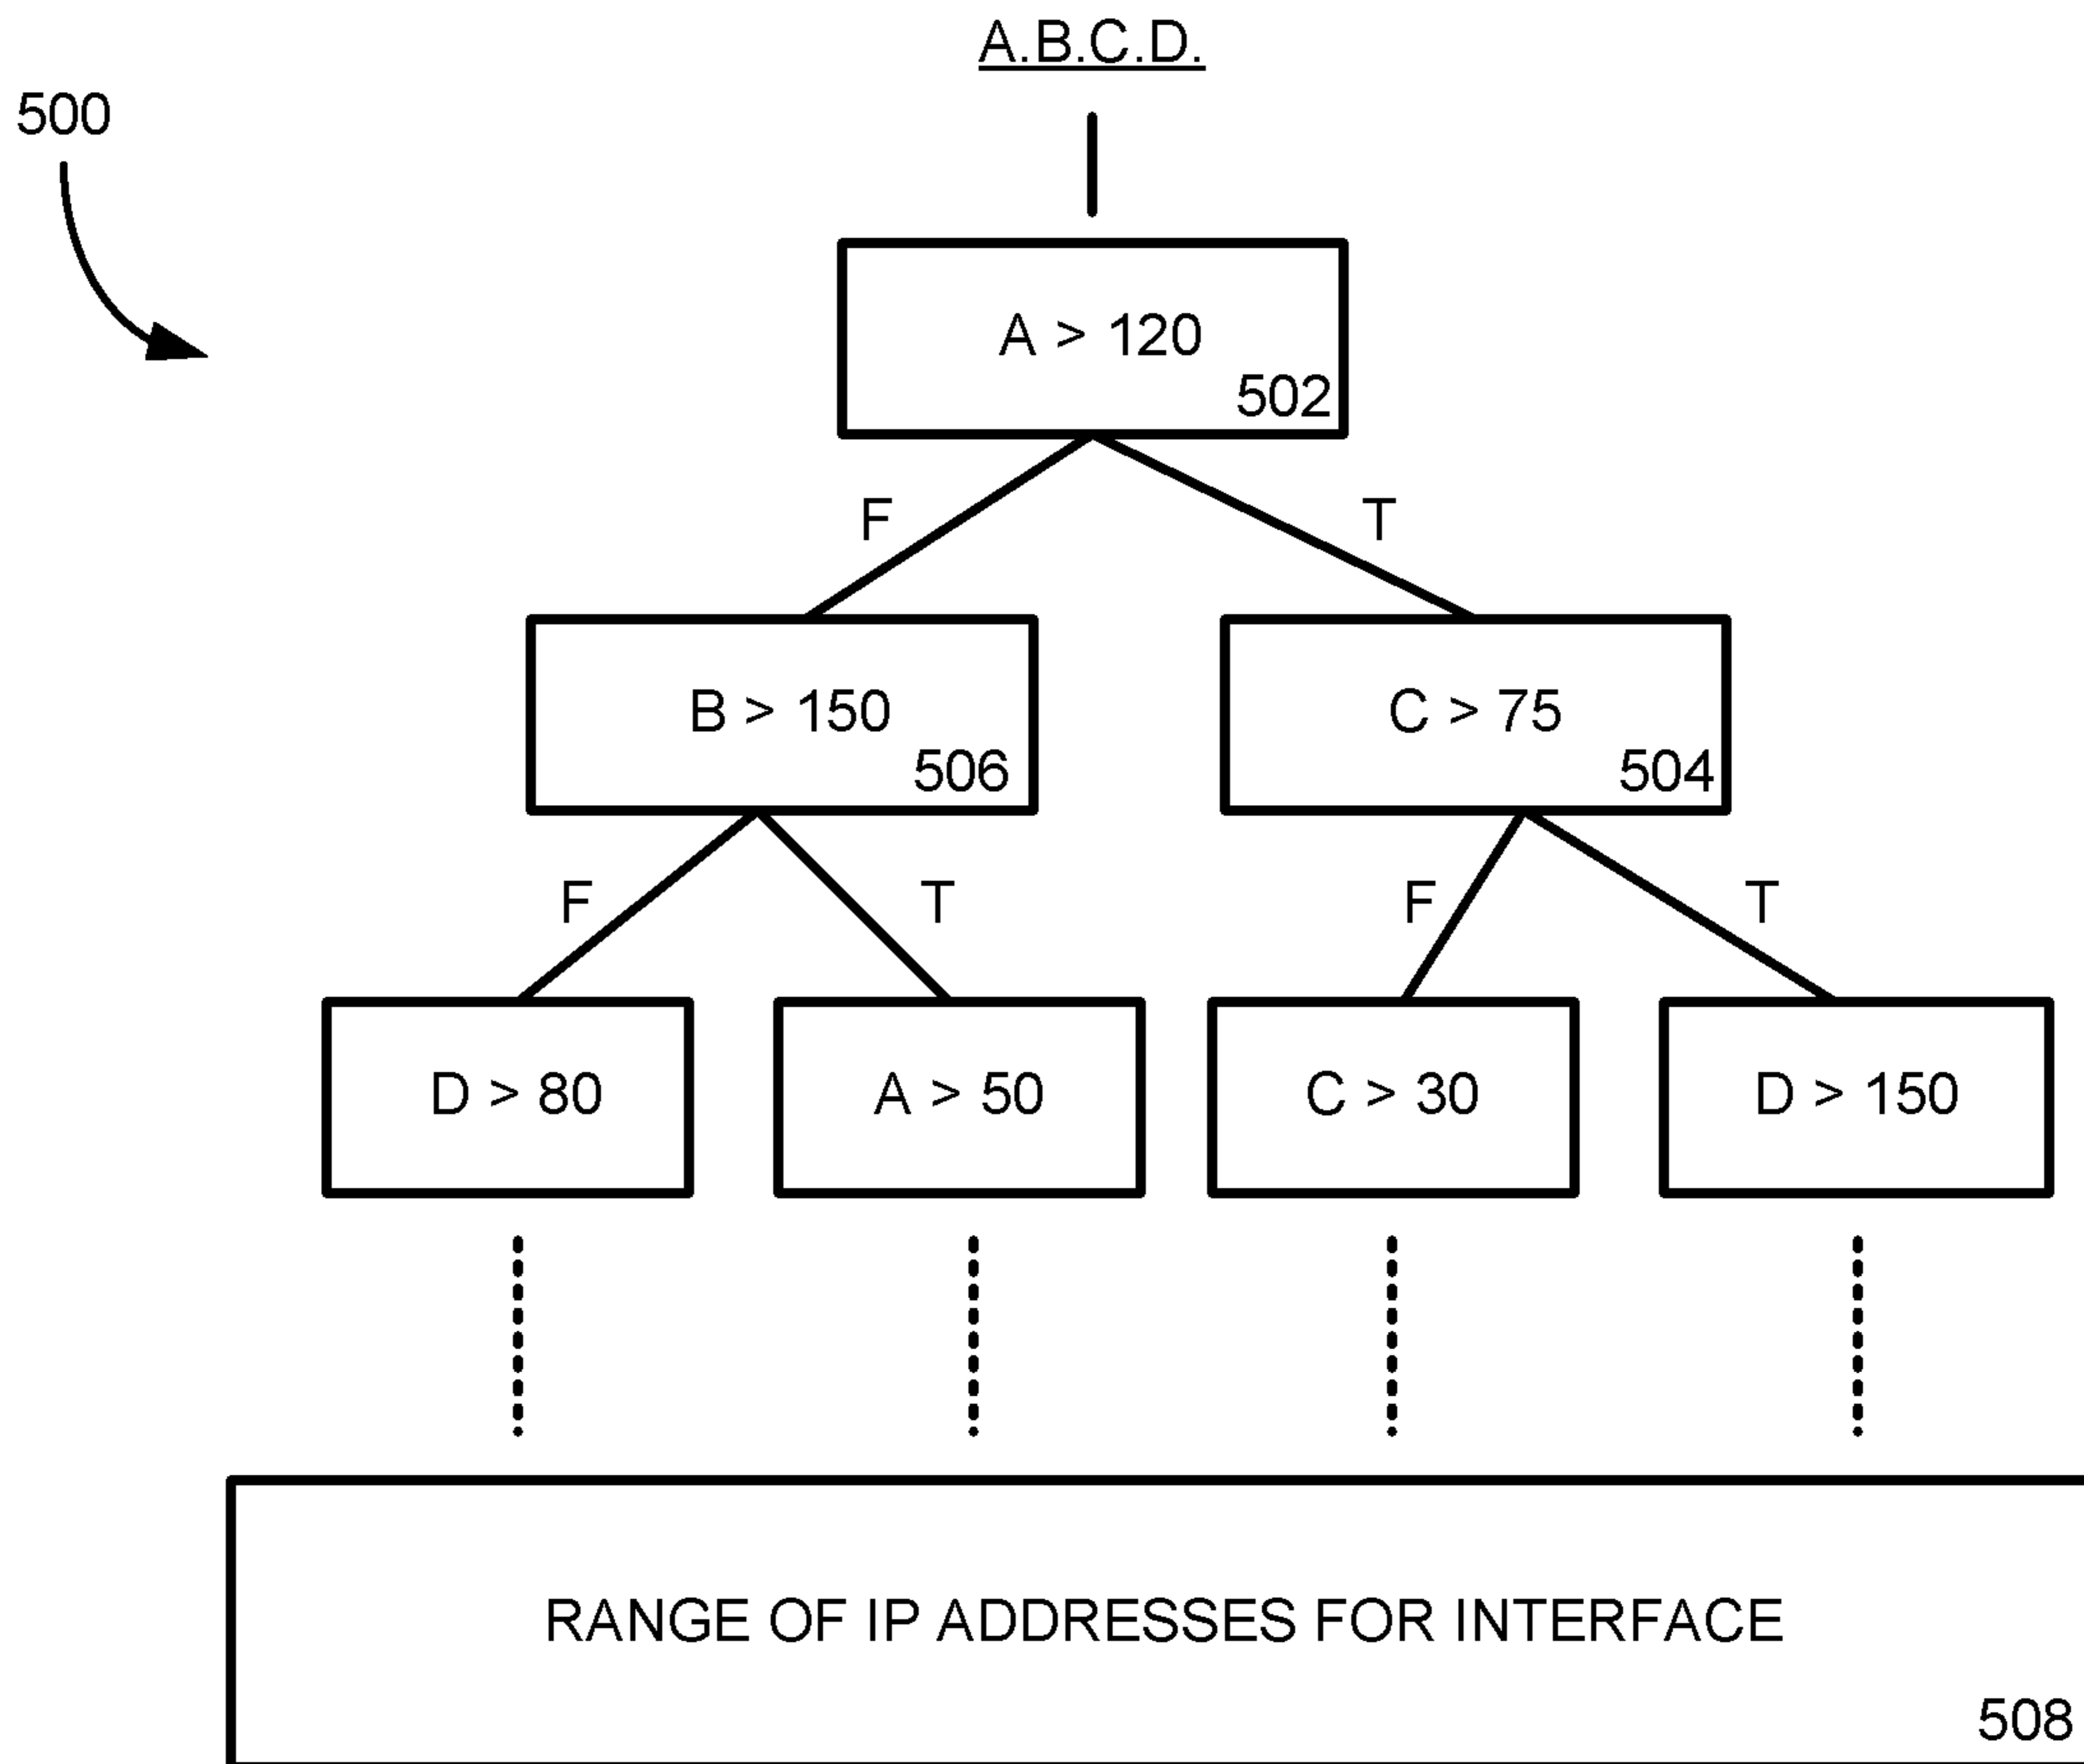 A.B.C.D.
500
A > 120
502
F
T
B > 150
506
C > 75
504
F
T
F
T
D > 80
A > 50
C > 30
D > 150
RANGE OF IP ADDRESSES FOR INTERFACE
508